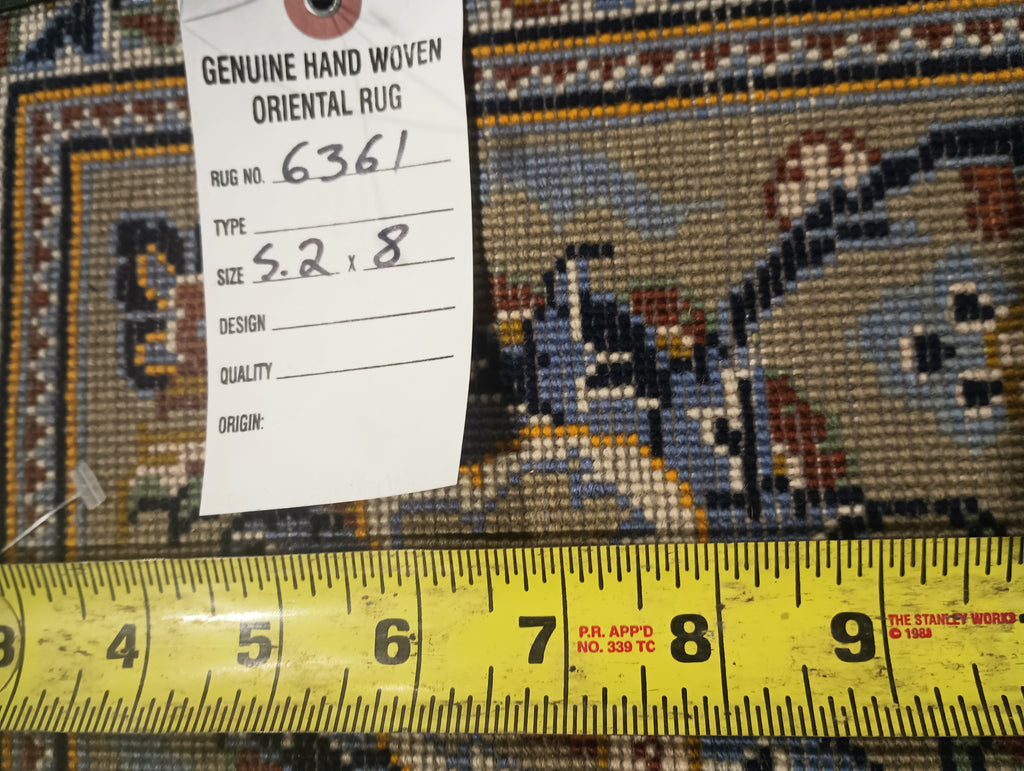 GENUINE HAND WOVEN
ORIENTAL RUG
RUG NO. 6361
TYPE
SIZE 5.2 X 8
DESIGN
QUALITY
ORIGIN:
3 4 5 6 7 8 9
P.R. APP'D
NO. 339 TC
THE STANLEY WORKS
© 1988